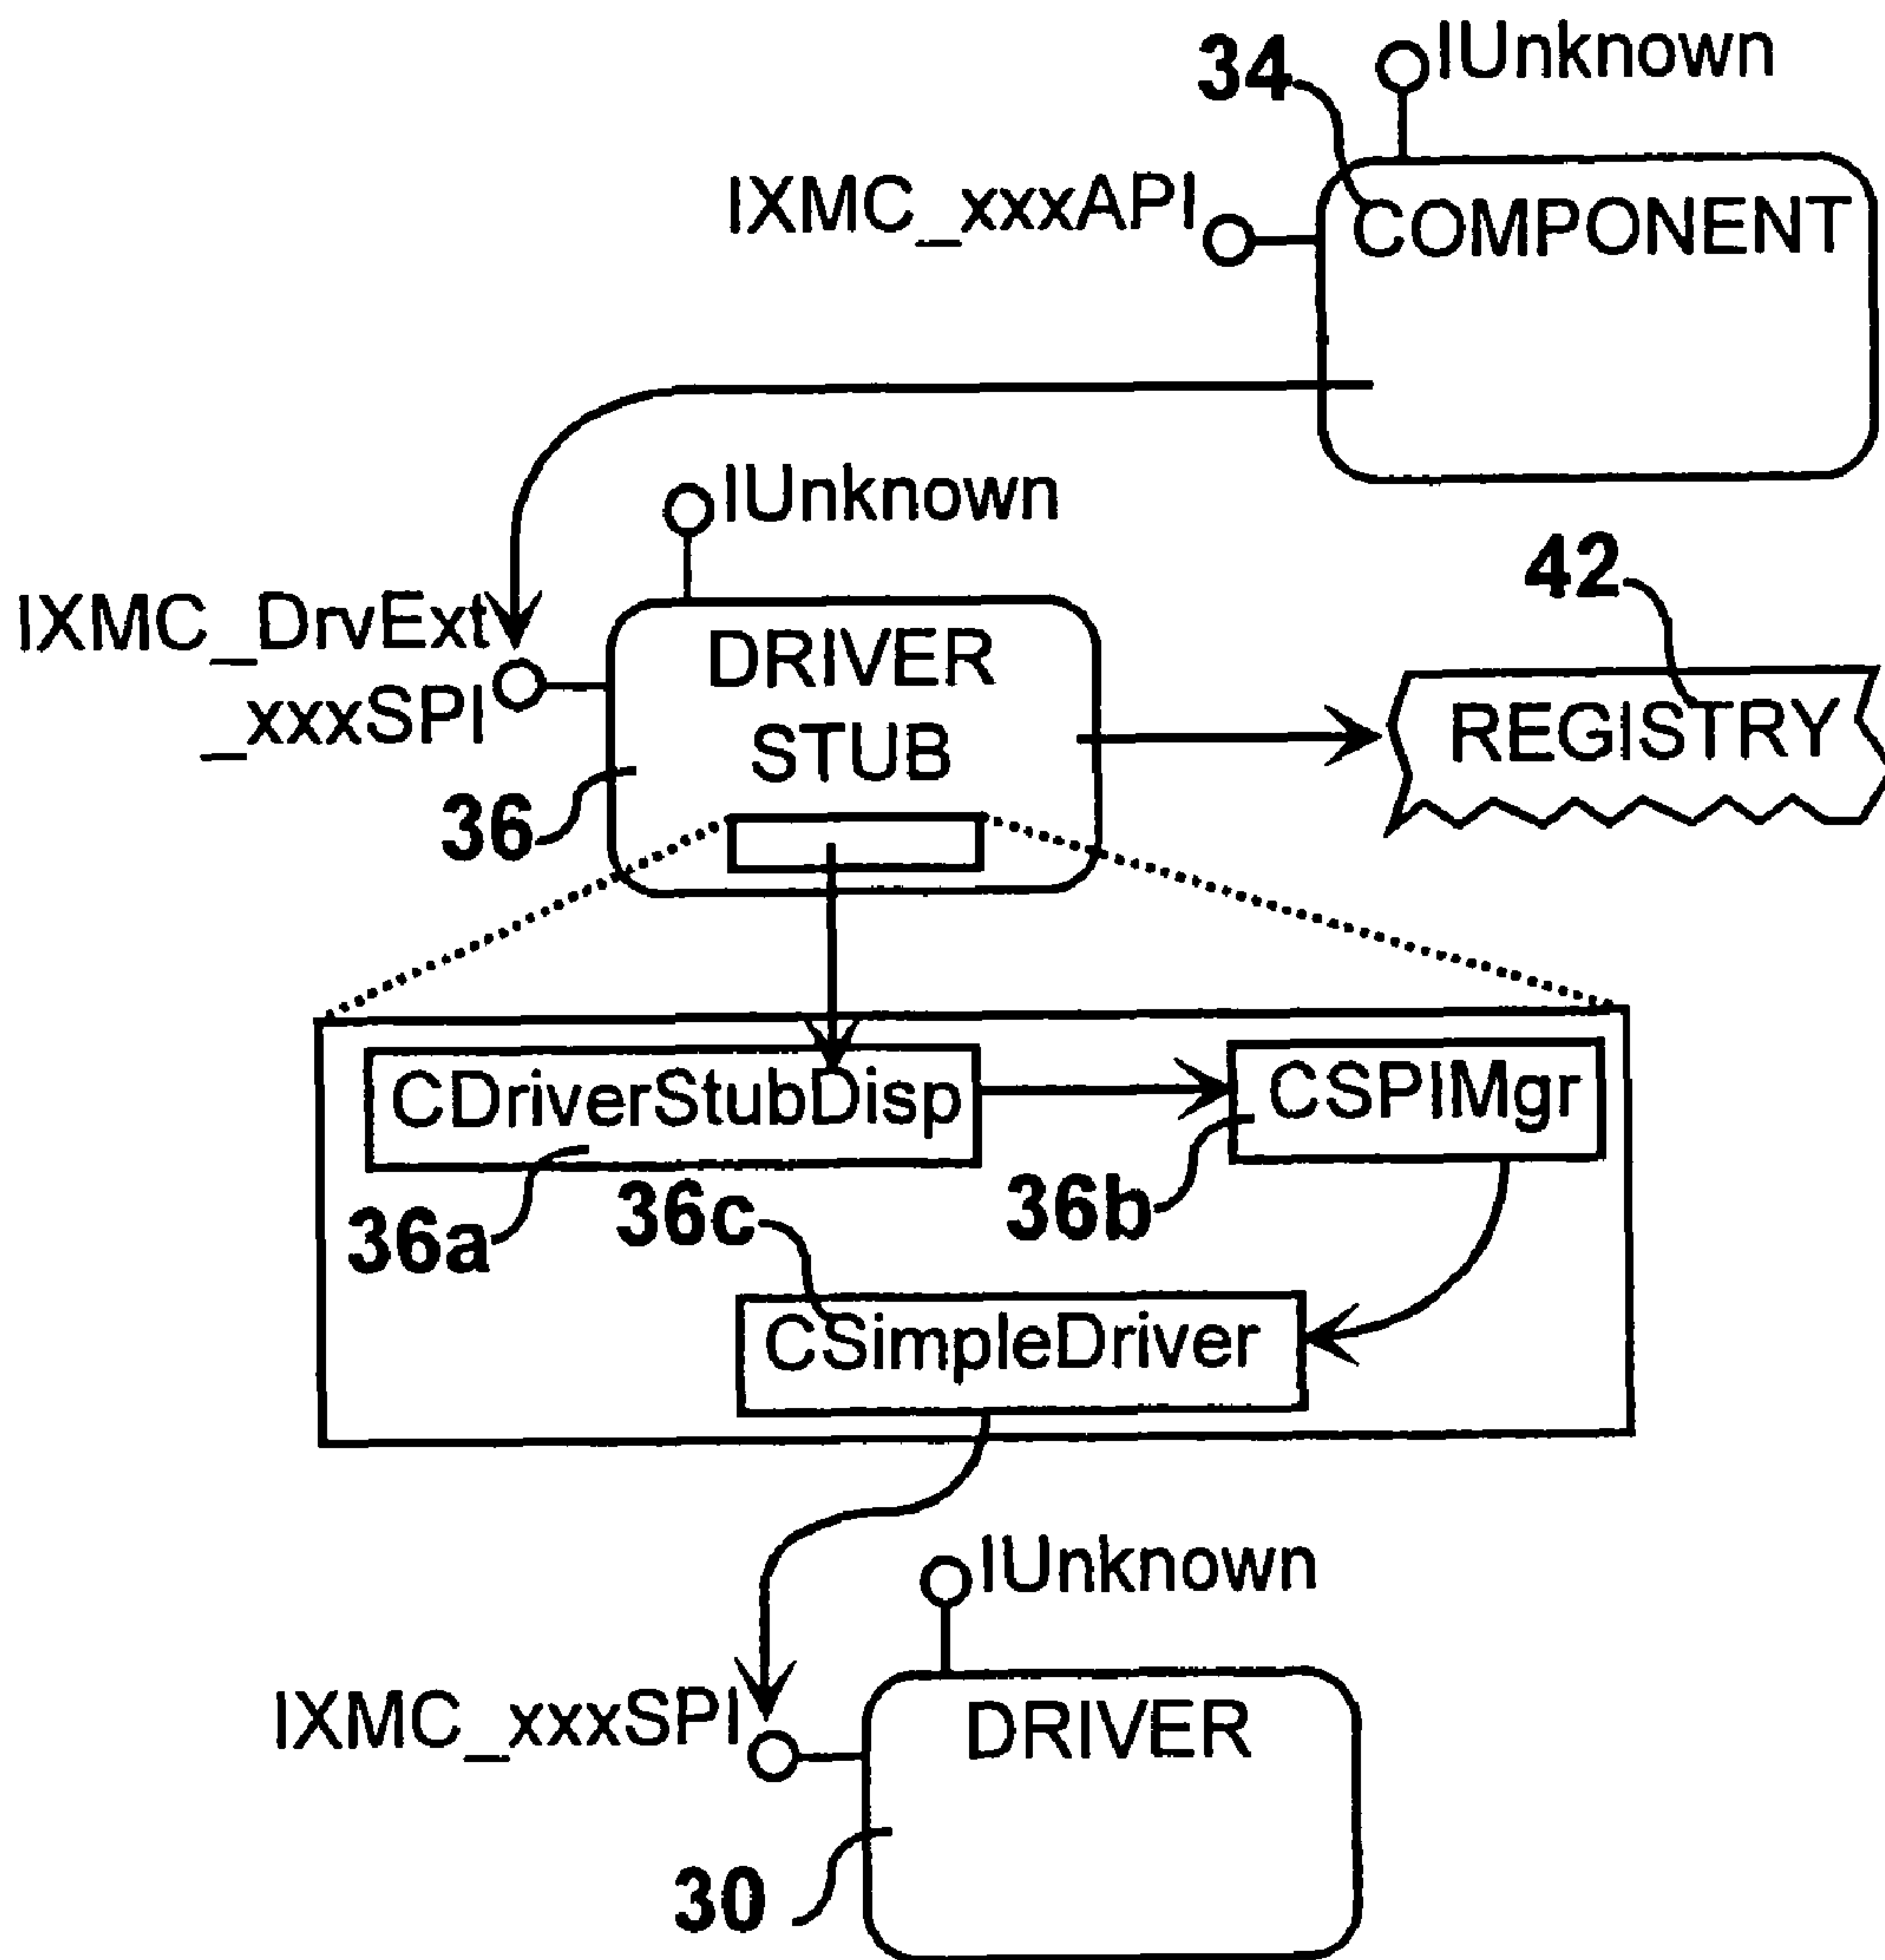 IUnknown
34
IXMC_xxxAPI
COMPONENT
IUnknown
42
IXMC_DrvExt
_xxxSPI
DRIVER
STUB
REGISTRY
36
CDriverStubDisp
CSPIMgr
36a
36c
36b
CSimpleDriver
IUnknown
IXMC_xxxSPI
DRIVER
30